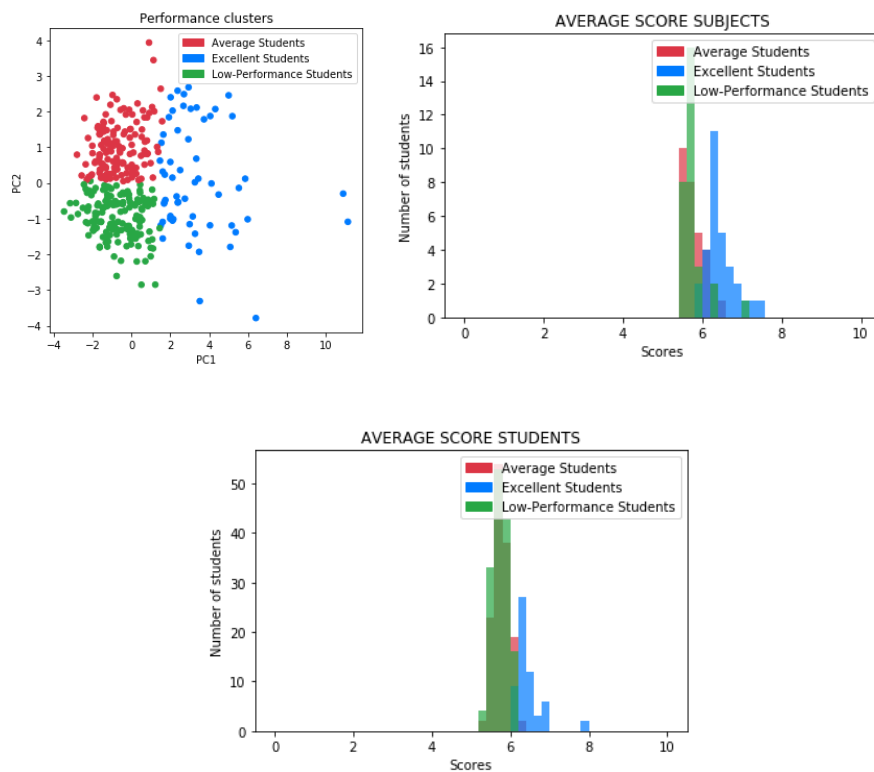 Performance clusters
4
3
2
1
0
−1
−2
−3
−4
PC2
−4
−2
0
2
4
6
8
10
PC1
Average Students
Excellent Students
Low-Performance Students
AVERAGE SCORE SUBJECTS
16
14
12
10
8
6
4
2
0
Number of students
0
2
4
6
8
10
Scores
Average Students
Excellent Students
Low-Performance Students
AVERAGE SCORE STUDENTS
50
40
30
20
10
0
Number of students
0
2
4
6
8
10
Scores
Average Students
Excellent Students
Low-Performance Students